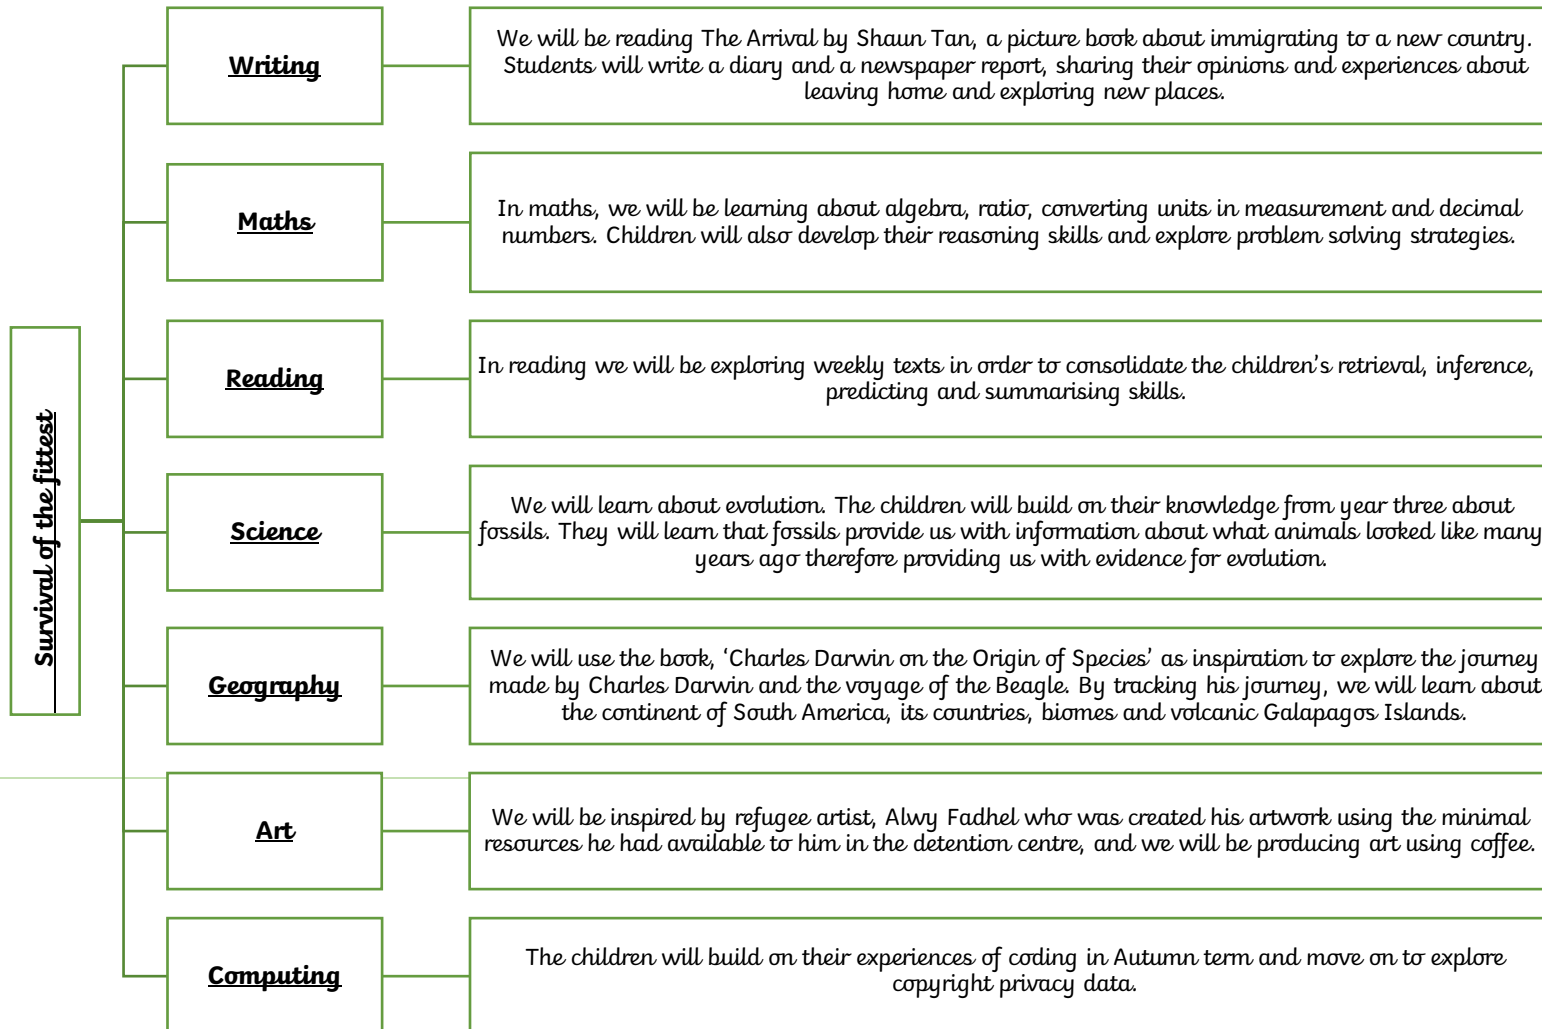 Survival of the fittest
Writing
We will be reading The Arrival by Shaun Tan, a picture book about immigrating to a new country.
Students will write a diary and a newspaper report, sharing their opinions and experiences about
leaving home and exploring new places.
Maths
In maths, we will be learning about algebra, ratio, converting units in measurement and decimal
numbers. Children will also develop their reasoning skills and explore problem solving strategies.
Reading
In reading we will be exploring weekly texts in order to consolidate the children's retrieval, inference,
predicting and summarising skills.
Science
We will learn about evolution. The children will build on their knowledge from year three about
fossils. They will learn that fossils provide us with information about what animals looked like many
years ago therefore providing us with evidence for evolution.
Geography
We will use the book, ‘Charles Darwin on the Origin of Species’ as inspiration to explore the journey
made by Charles Darwin and the voyage of the Beagle. By tracking his journey, we will learn about
the continent of South America, its countries, biomes and volcanic Galapagos Islands.
Art
We will be inspired by refugee artist, Alwy Fadhel who was created his artwork using the minimal
resources he had available to him in the detention centre, and we will be producing art using coffee.
Computing
The children will build on their experiences of coding in Autumn term and move on to explore
copyright privacy data.